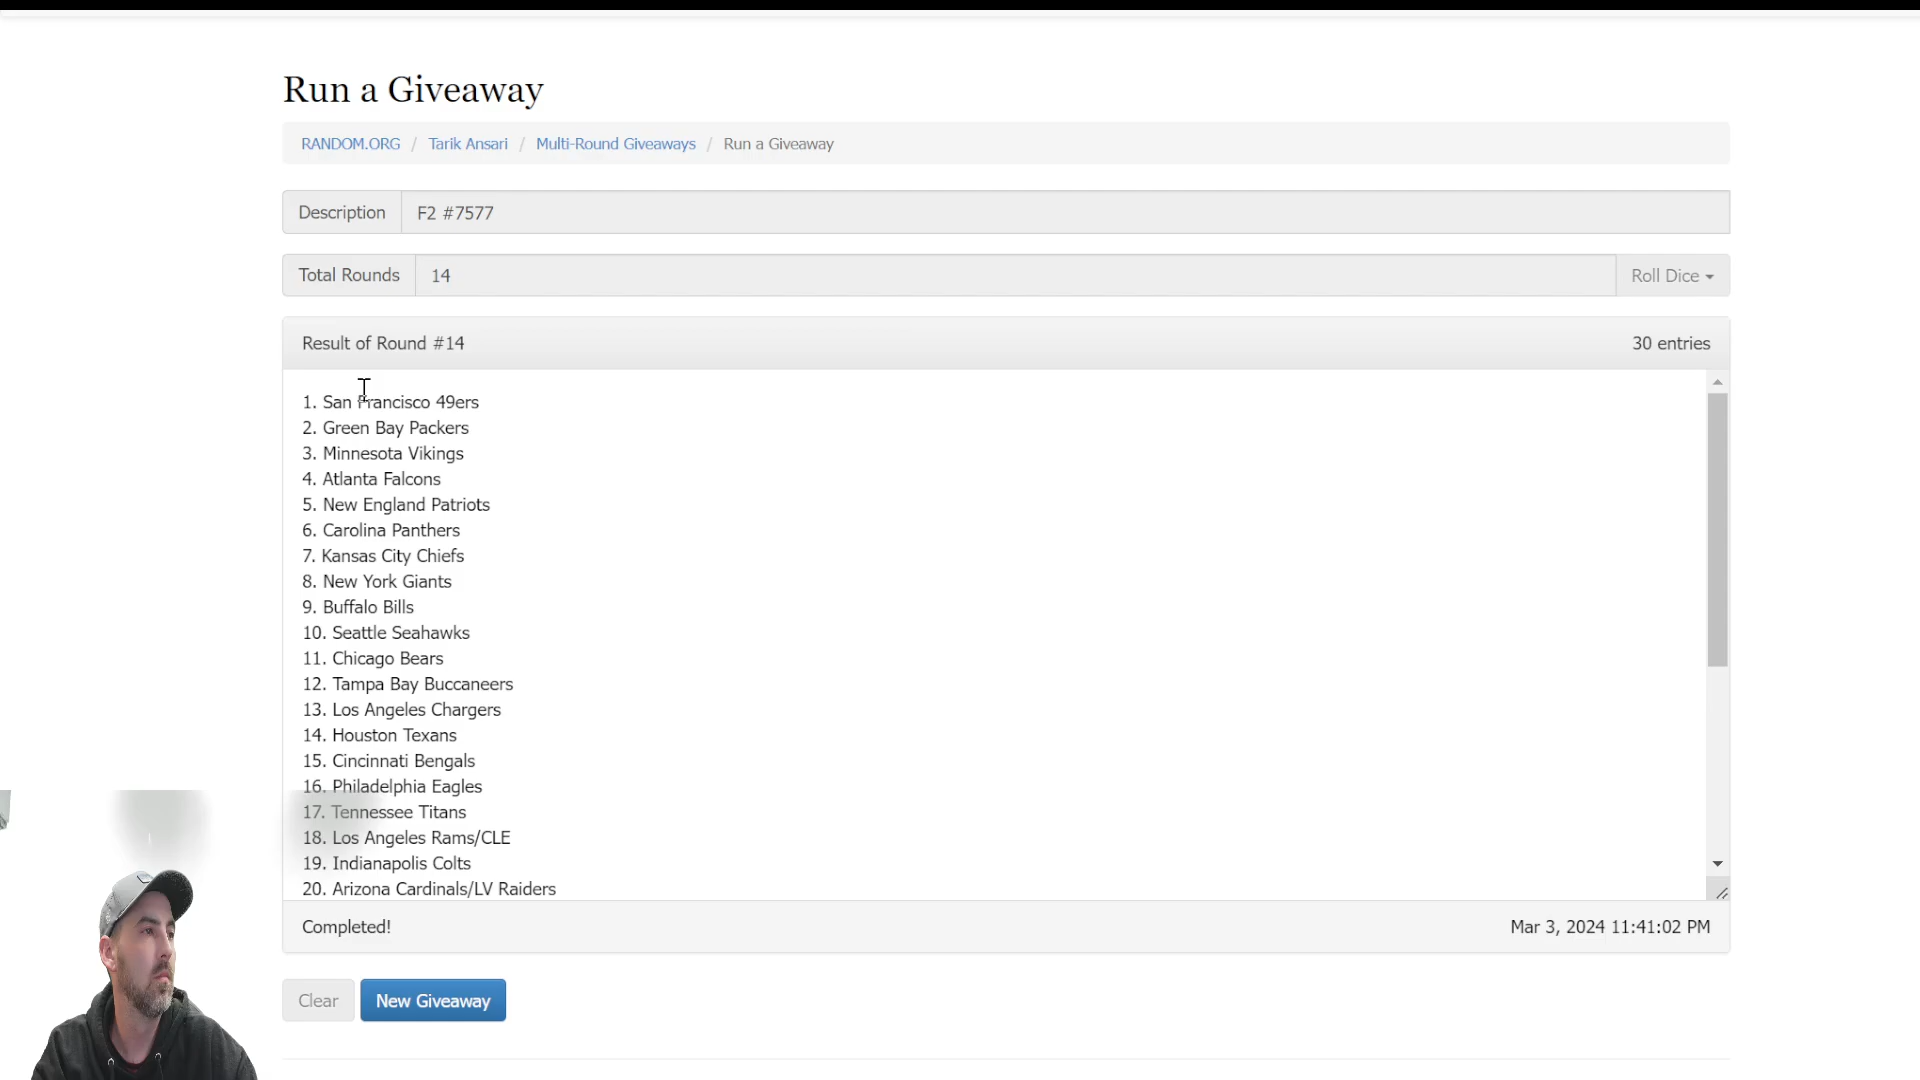 Run a Giveaway
RANDOM.ORG / Tarik Ansari / Multi-Round Giveaways / Run a Giveaway
Description F2 #7577
Total Rounds 14 Roll Dice
Result of Round #14 30 entries
1. San Francisco 49ers
2. Green Bay Packers
3. Minnesota Vikings
4. Atlanta Falcons
5. New England Patriots
6. Carolina Panthers
7. Kansas City Chiefs
8. New York Giants
9. Buffalo Bills
10. Seattle Seahawks
11. Chicago Bears
12. Tampa Bay Buccaneers
13. Los Angeles Chargers
14. Houston Texans
15. Cincinnati Bengals
16. Philadelphia Eagles
17. Tennessee Titans
18. Los Angeles Rams/CLE
19. Indianapolis Colts
20. Arizona Cardinals/LV Raiders
Completed! Mar 3, 2024 11:41:02 PM
Clear New Giveaway